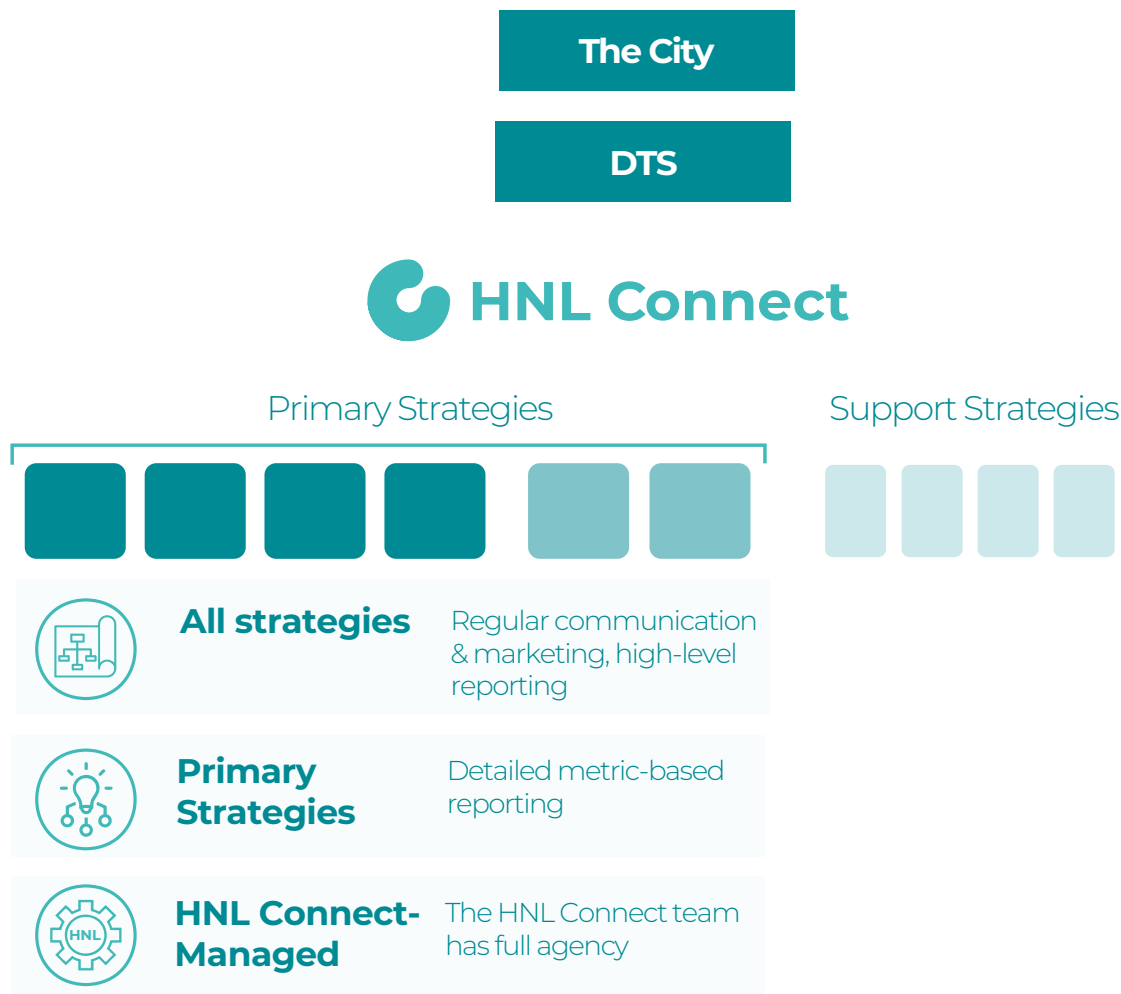 The City
DTS
HNL Connect
Primary Strategies
Support Strategies
All strategies
Regular communication
& marketing, high-level
reporting
Primary
Strategies
Detailed metric-based
reporting
HNL
HNL Connect-
Managed
The HNL Connect team
has full agency